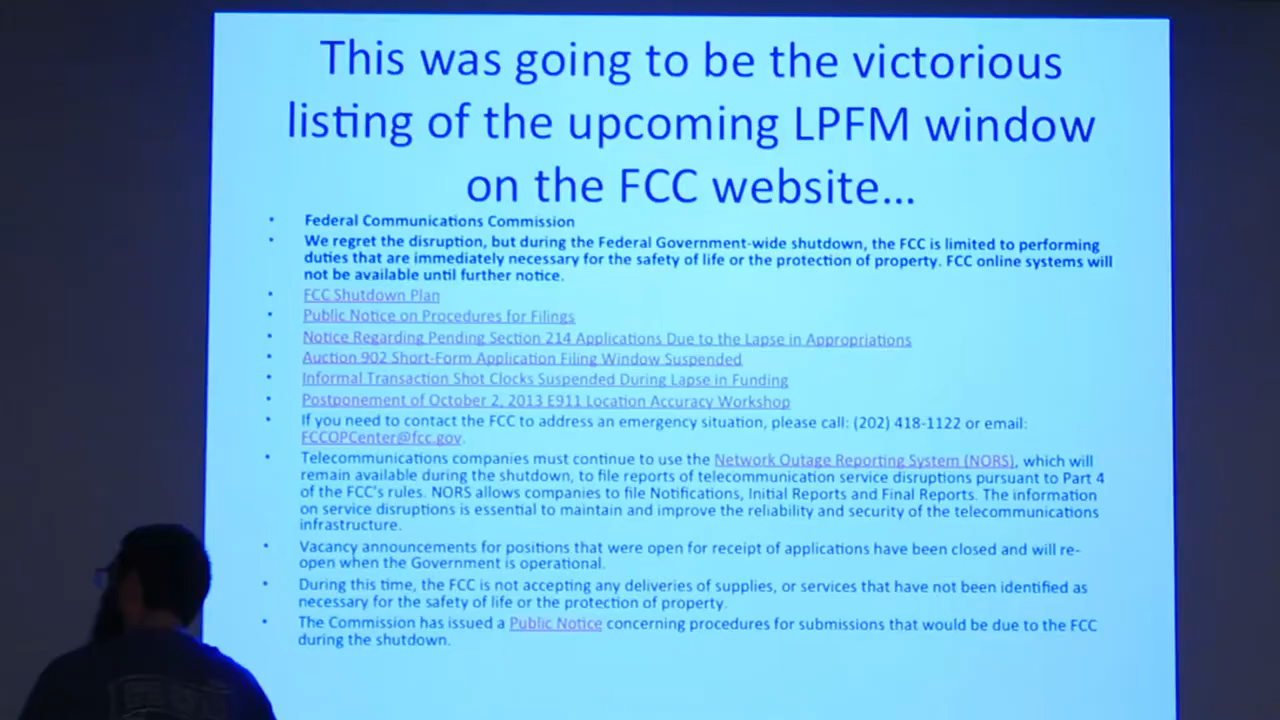 This was going to be the victorious
listing of the upcoming LPFM window
on the FCC website...
• Federal Communications Commission
• We regret the disruption, but during the Federal Government-wide shutdown, the FCC is limited to performing
duties that are immediately necessary for the safety of life or the protection of property. FCC online systems will
not be available until further notice.
• FCC Shutdown Plan
• Public Notice on Procedures for Filings
• Notice Regarding Pending Section 214 Applications Due to the Lapse in Appropriations
• Auction 902 Short-Form Application Filing Window Suspended
• Informal Transaction Shot Clocks Suspended During Lapse in Funding
• Postponement of October 2, 2013 E911 Location Accuracy Workshop
• If you need to contact the FCC to address an emergency situation, please call: (202) 418-1122 or email:
FCCOPCenter@fcc.gov.
• Telecommunications companies must continue to use the Network Outage Reporting System (NORS), which will
remain available during the shutdown, to file reports of telecommunication service disruptions pursuant to Part 4
of the FCC's rules. NORS allows companies to file Notifications, Initial Reports and Final Reports. The information
on service disruptions is essential to maintain and improve the reliability and security of the telecommunications
infrastructure.
• Vacancy announcements for positions that were open for receipt of applications have been closed and will re-
open when the Government is operational.
• During this time, the FCC is not accepting any deliveries of supplies, or services that have not been identified as
necessary for the safety of life or the protection of property.
• The Commission has issued a Public Notice concerning procedures for submissions that would be due to the FCC
during the shutdown.